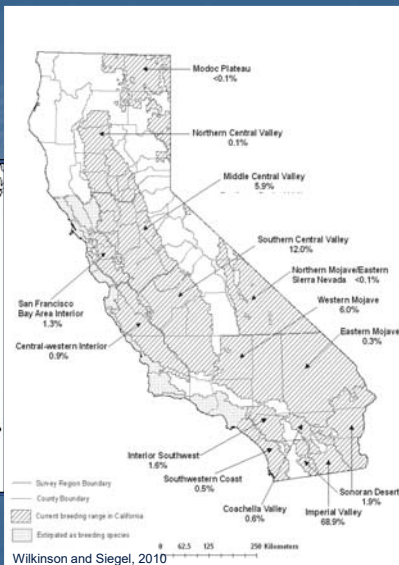 Modoc Plateau
<0.1%
Northern Central Valley
0.1%
Middle Central Valley
5.9%
Southern Central Valley
12.0%
Northern Mojave/Eastern
Sierra Nevada <0.1%
Western Mojave
6.0%
Eastern Mojave
0.3%
San Francisco
Bay Area Interior
1.3%
Central-western Interior
0.9%
Interior Southwest
1.6%
Southwestern Coast
0.5%
Coachella Valley
0.6%
Imperial Valley
68.9%
Sonoran Desert
1.9%
Survey Region Boundary
County Boundary
Current breeding range in California
Extirpated as breeding species
0 62.5 125 250 Kilometers
Wilkinson and Siegel, 2010